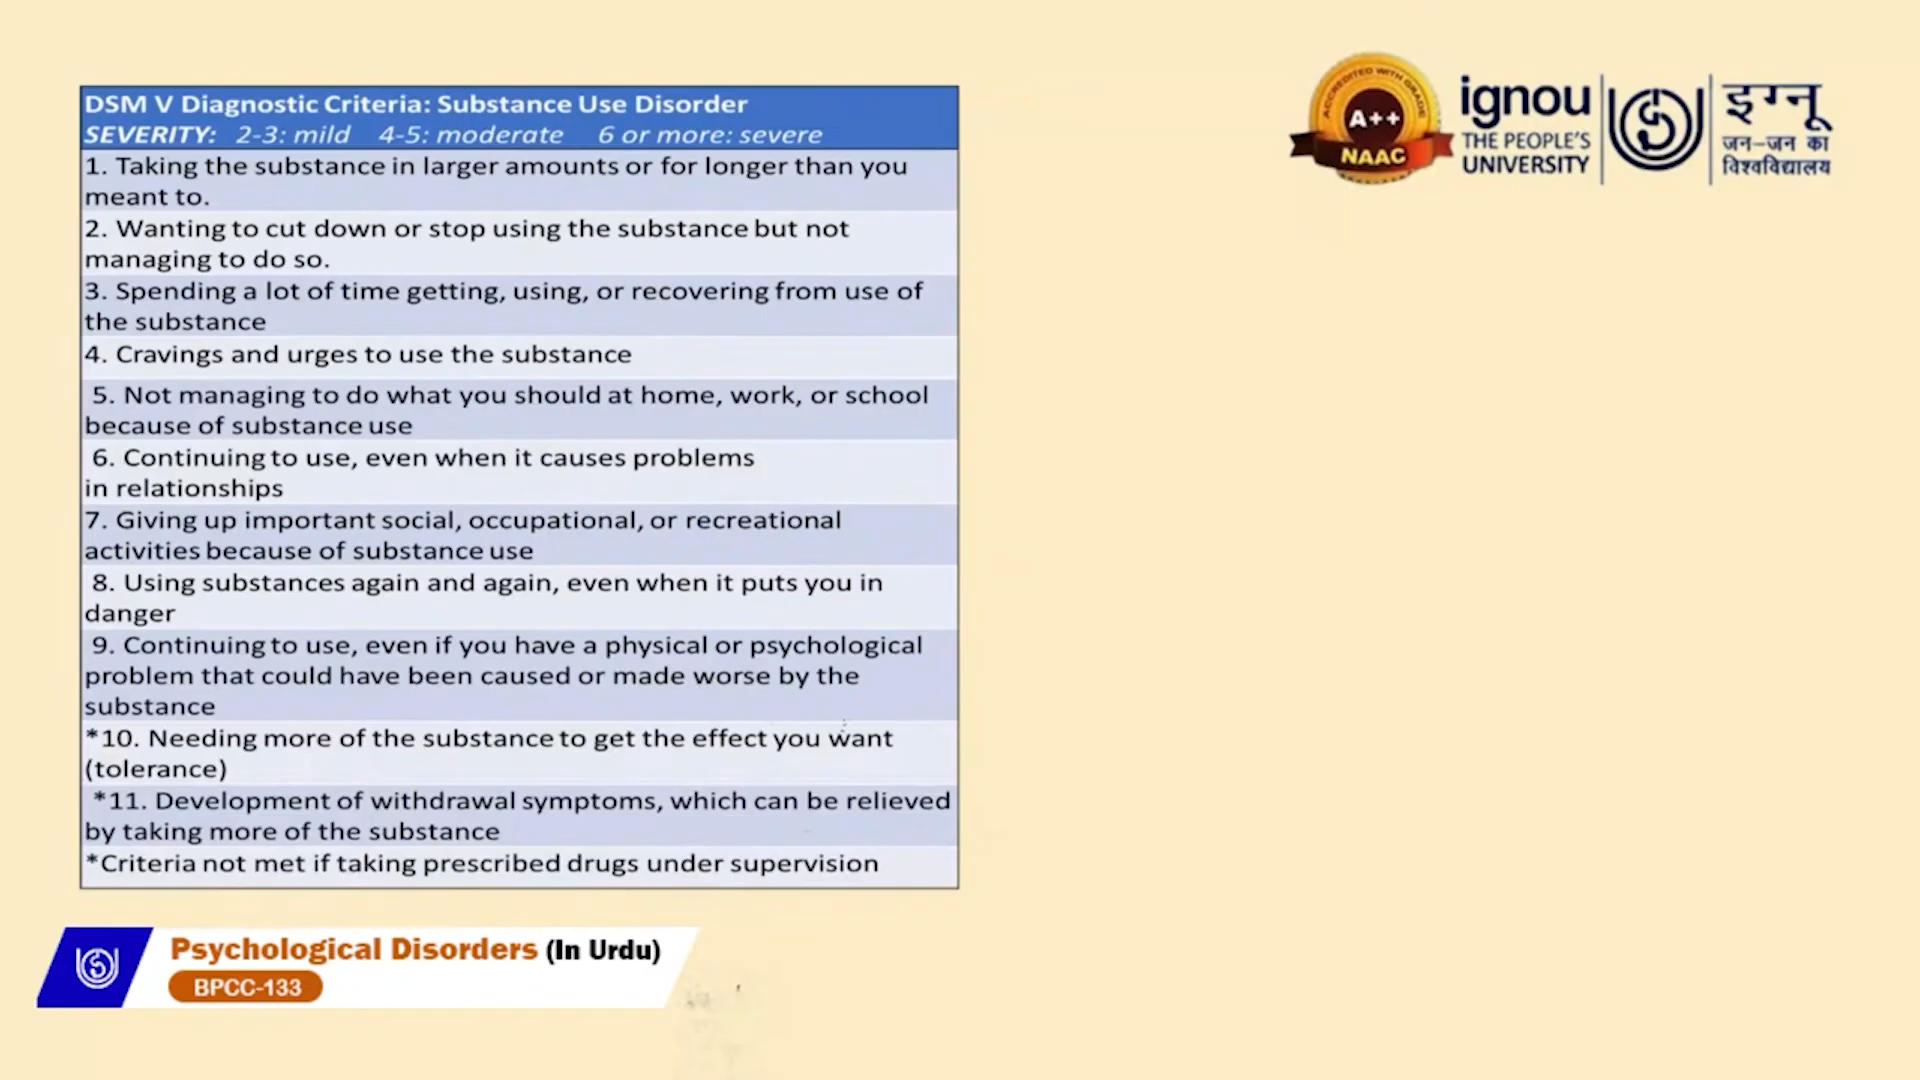 DSM V Diagnostic Criteria: Substance Use Disorder
SEVERITY: 2-3: mild 4-5: moderate 6 or more: severe
1. Taking the substance in larger amounts or for longer than you
meant to.
2. Wanting to cut down or stop using the substance but not
managing to do so.
3. Spending a lot of time getting, using, or recovering from use of
the substance
4. Cravings and urges to use the substance
5. Not managing to do what you should at home, work, or school
because of substance use
6. Continuing to use, even when it causes problems
in relationships
7. Giving up important social, occupational, or recreational
activities because of substance use
8. Using substances again and again, even when it puts you in
danger
9. Continuing to use, even if you have a physical or psychological
problem that could have been caused or made worse by the
substance
*10. Needing more of the substance to get the effect you want
(tolerance)
*11. Development of withdrawal symptoms, which can be relieved
by taking more of the substance
*Criteria not met if taking prescribed drugs under supervision
ACCREDITED WITH GRADE
A++
NAAC
ignou
THE PEOPLE'S
UNIVERSITY
इग्नू
जन-जन का
विश्वविद्यालय
Psychological Disorders (In Urdu)
BPCC-133